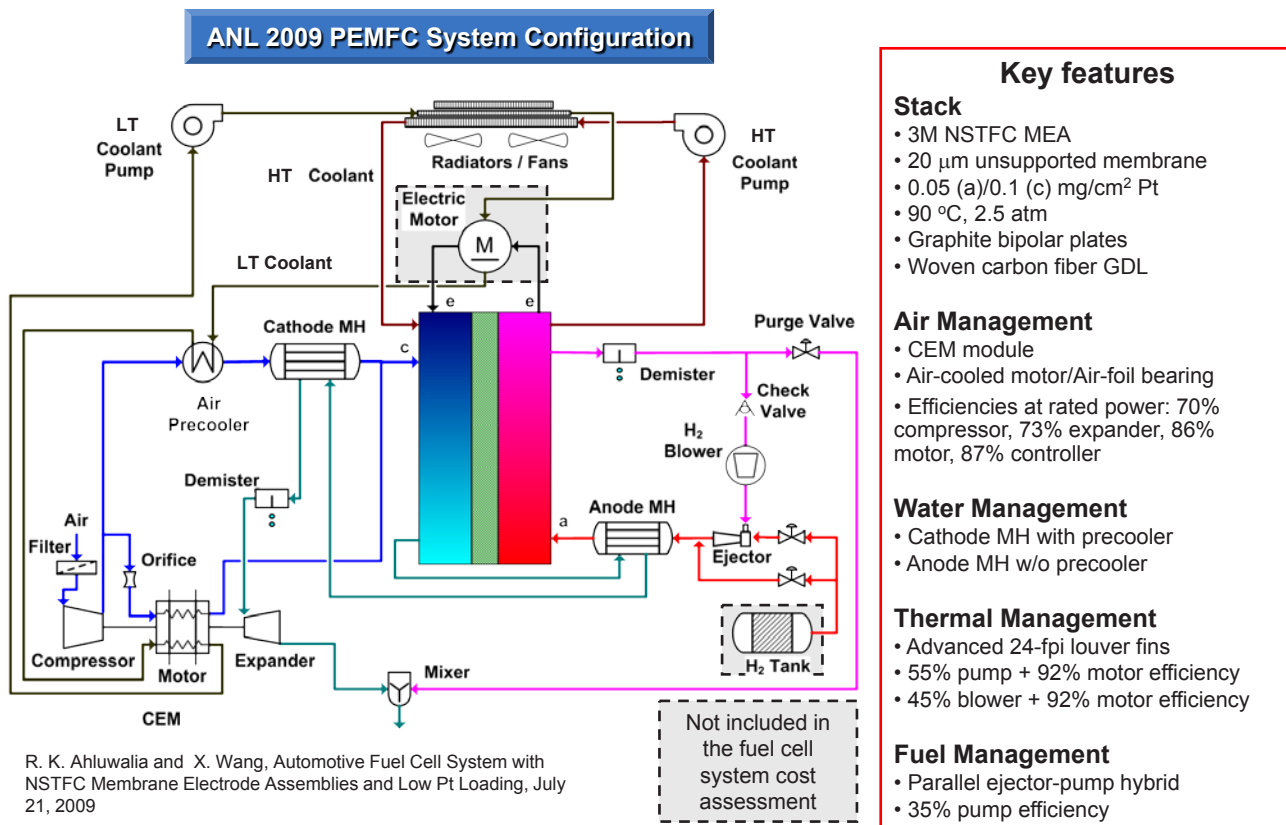 ANL 2009 PEMFC System Configuration
LT
Coolant
Pump
Radiators / Fans
HT
Coolant
Pump
HT Coolant
Electric
Motor
M
LT Coolant
e
e
Cathode MH
c
Purge Valve
Demister
Air
Precooler
Check
Valve
H2
Blower
Demister
Anode MH
a
Ejector
Air
Filter
Orifice
Compressor
Motor
Expander
H2 Tank
Mixer
CEM
Not included in
the fuel cell
system cost
assessment
R. K. Ahluwalia and X. Wang, Automotive Fuel Cell System with
NSTFC Membrane Electrode Assemblies and Low Pt Loading, July
21, 2009
Key features
Stack
• 3M NSTFC MEA
• 20 μm unsupported membrane
• 0.05 (a)/0.1 (c) mg/cm² Pt
• 90 ºC, 2.5 atm
• Graphite bipolar plates
• Woven carbon fiber GDL
Air Management
• CEM module
• Air-cooled motor/Air-foil bearing
• Efficiencies at rated power: 70%
compressor, 73% expander, 86%
motor, 87% controller
Water Management
• Cathode MH with precooler
• Anode MH w/o precooler
Thermal Management
• Advanced 24-fpi louver fins
• 55% pump + 92% motor efficiency
• 45% blower + 92% motor efficiency
Fuel Management
• Parallel ejector-pump hybrid
• 35% pump efficiency